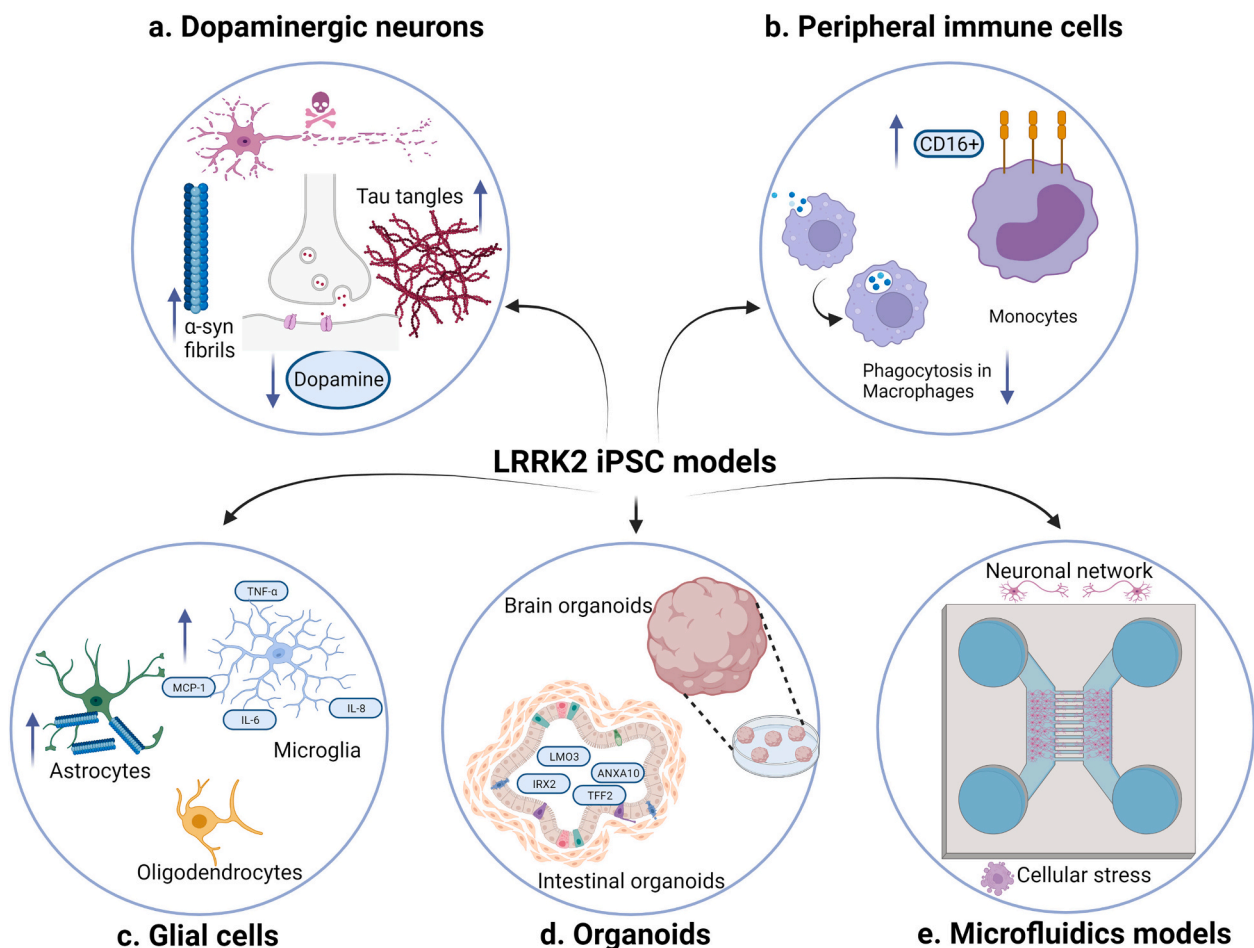 a. Dopaminergic neurons
Tau tangles
α-syn
fibrils
Dopamine
b. Peripheral immune cells
CD16+
Monocytes
Phagocytosis in
Macrophages
LRRK2 iPSC models
TNF-α
MCP-1
IL-6
IL-8
Microglia
Astrocytes
Oligodendrocytes
c. Glial cells
Brain organoids
LMO3
ANXA10
IRX2
TFF2
Intestinal organoids
d. Organoids
Neuronal network
Cellular stress
e. Microfluidics models